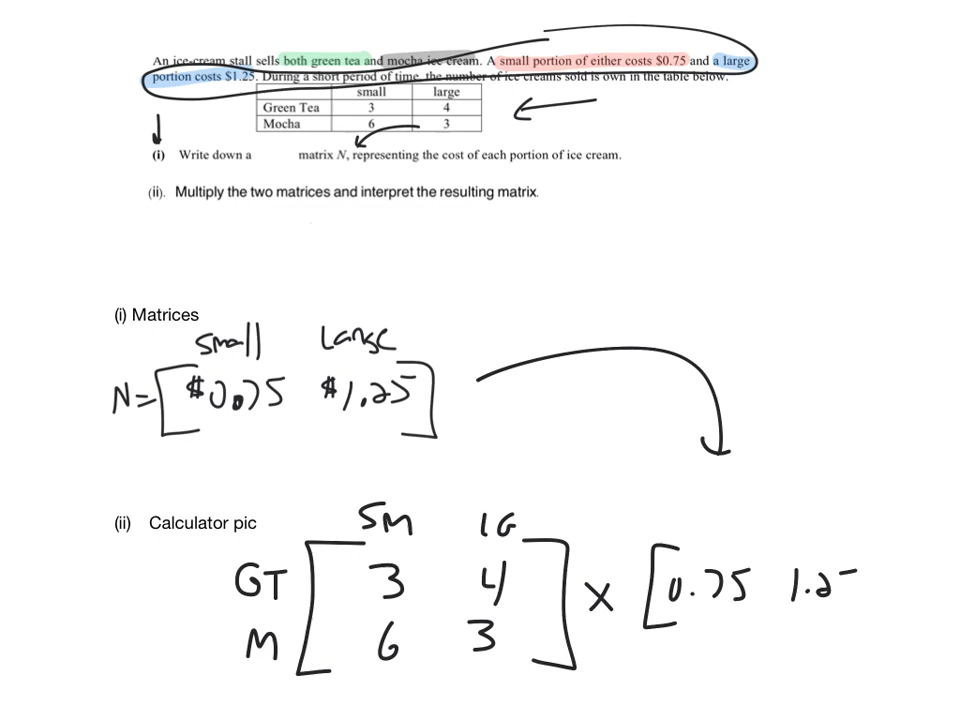 An ice-cream stall sells both green tea and mocha ice cream. A small portion of either costs $0.75 and a large
portion costs $1.25. During a short period of time, the number of ice creams sold is own in the table below.
small large
Green Tea 3 4
Mocha 6 3
(i) Write down a matrix N, representing the cost of each portion of ice cream.
(ii). Multiply the two matrices and interpret the resulting matrix.
(i) Matrices
small Large
N= [ $0.75 $1.25 ]
(ii) Calculator pic
SM LG
GT [ 3 4 ] x [ 0.75 1.25
M 6 3